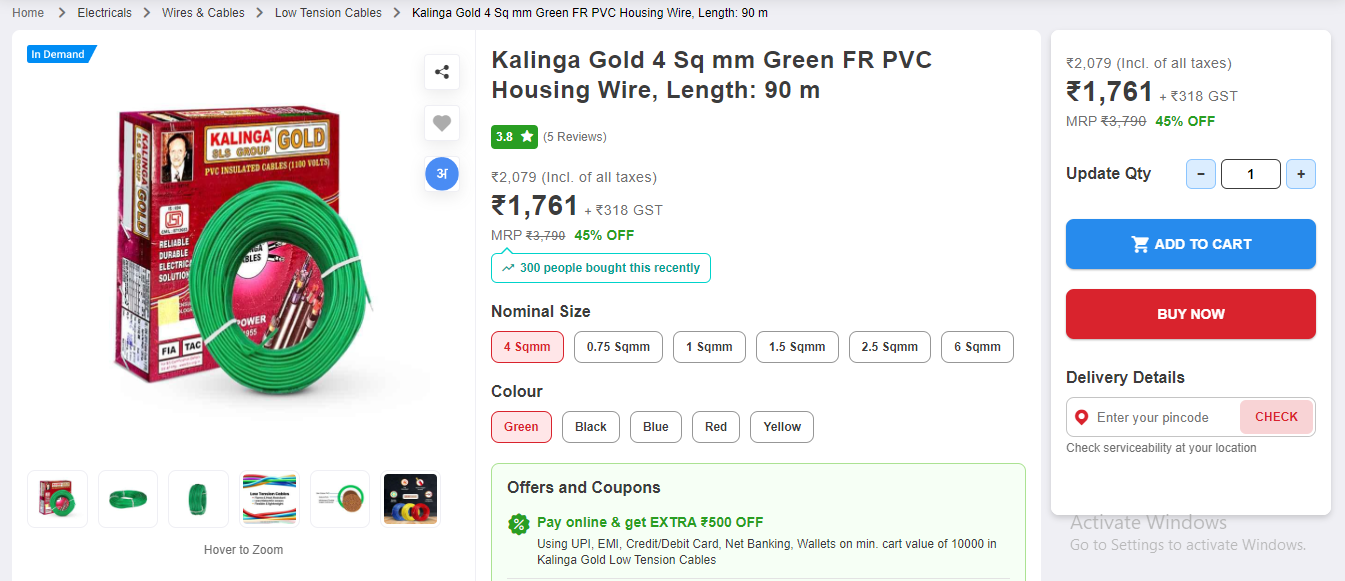 Home > Electricals > Wires & Cables > Low Tension Cables > Kalinga Gold 4 Sq mm Green FR PVC Housing Wire, Length: 90 m
In Demand
KALINGA GOLD
SLS GROUP
PVC INSULATED CABLES (1100 VOLTS)
KALINGA GOLD
RELIABLE
DURABLE
ELECTRICAL
SOLUTION
POWER
FIA TAC
अ
Low Tension Cables
Hover to Zoom
Kalinga Gold 4 Sq mm Green FR PVC
Housing Wire, Length: 90 m
3.8 ★ (5 Reviews)
₹2,079 (Incl. of all taxes)
₹1,761 + ₹318 GST
MRP ₹3,790 45% OFF
300 people bought this recently
Nominal Size
4 Sqmm 0.75 Sqmm 1 Sqmm 1.5 Sqmm 2.5 Sqmm 6 Sqmm
Colour
Green Black Blue Red Yellow
Offers and Coupons
Pay online & get EXTRA ₹500 OFF
Using UPI, EMI, Credit/Debit Card, Net Banking, Wallets on min. cart value of 10000 in
Kalinga Gold Low Tension Cables
₹2,079 (Incl. of all taxes)
₹1,761 + ₹318 GST
MRP ₹3,790 45% OFF
Update Qty - 1 +
ADD TO CART
BUY NOW
Delivery Details
Enter your pincode CHECK
Check serviceability at your location
Activate Windows
Go to Settings to activate Windows.